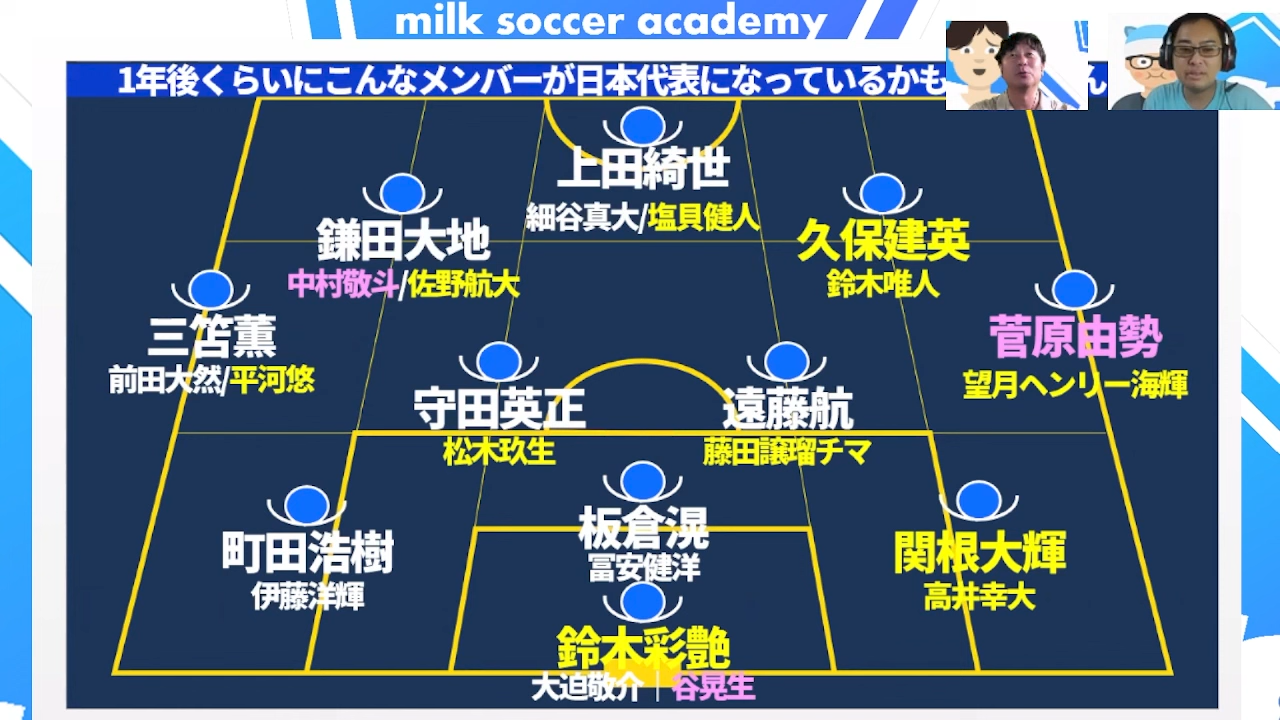 milk soccer academy
1年後くらいにこんなメンバーが日本代表になっているかも
ん
上田綺世
細谷真大/塩貝健人
鎌田大地
中村敬斗/佐野航大
久保建英
鈴木唯人
三笘薫
前田大然/平河悠
菅原由勢
望月ヘンリー海輝
守田英正
松木玖生
遠藤航
藤田譲瑠チマ
町田浩樹
伊藤洋輝
板倉滉
冨安健洋
関根大輝
高井幸大
鈴木彩艶
大迫敬介｜谷晃生